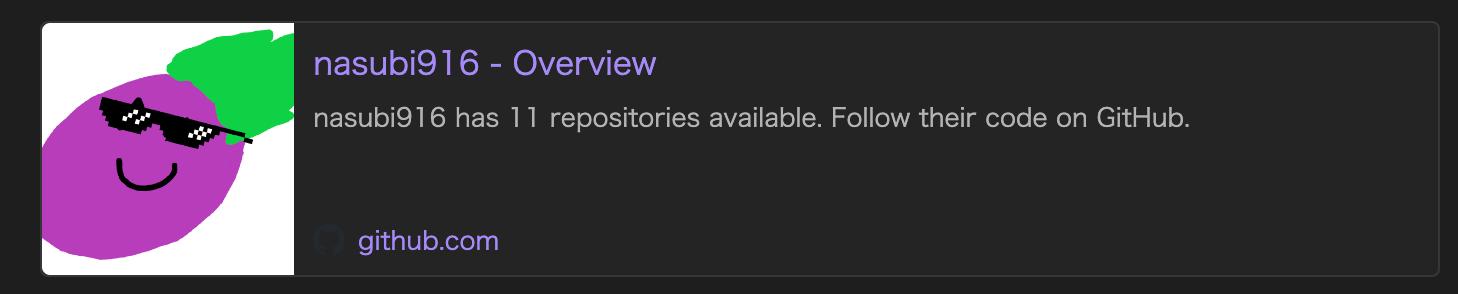 nasubi916 - Overview
nasubi916 has 11 repositories available. Follow their code on GitHub.
github.com